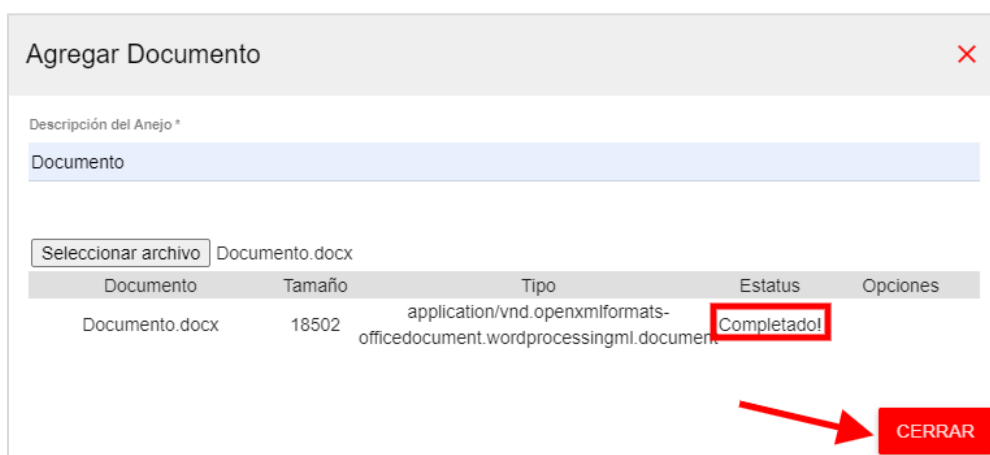 Agregar Documento
Descripción del Anejo *
Documento
Seleccionar archivo Documento.docx
Documento Tamaño Tipo Estatus Opciones
Documento.docx 18502 application/vnd.openxmlformats-
officedocument.wordprocessingml.document Completado!
CERRAR